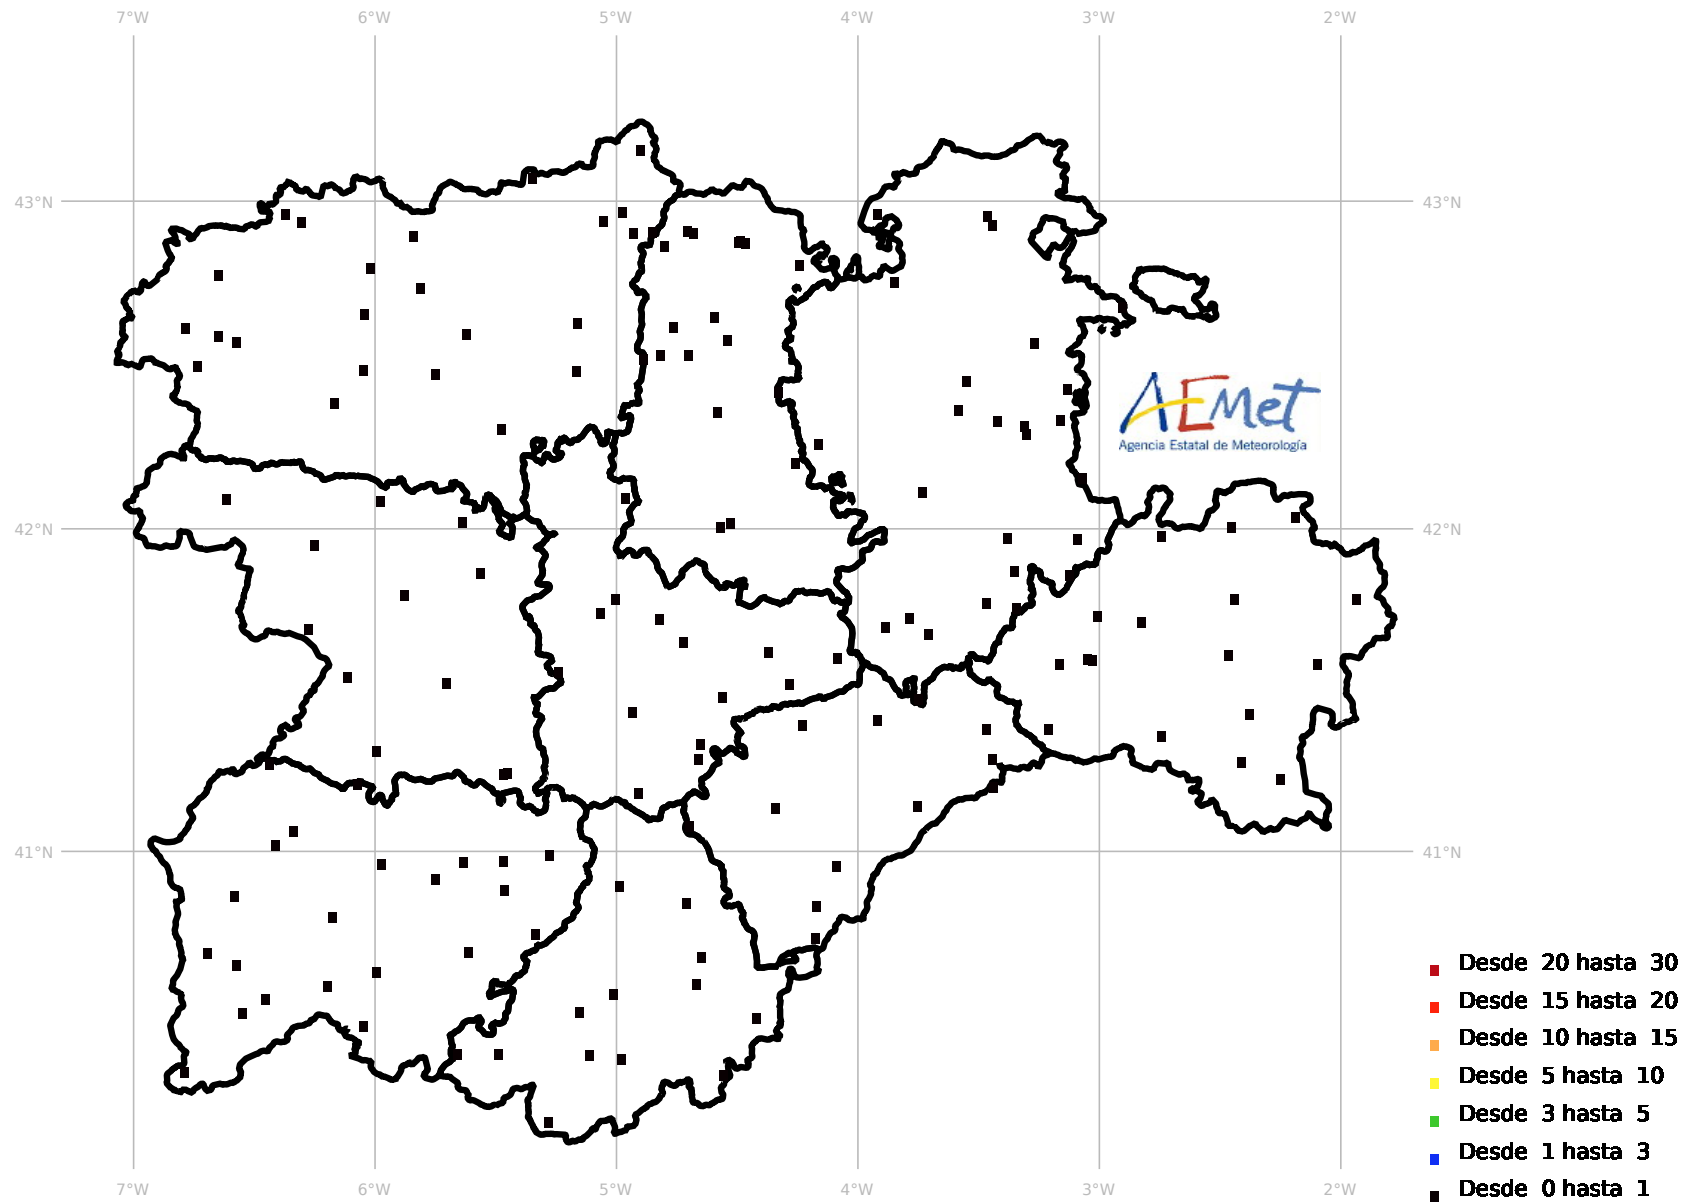 7°W 6°W 5°W 4°W 3°W 2°W
43°N 43°N
AEMet
Agencia Estatal de Meteorología
42°N 42°N
41°N 41°N
Desde 20 hasta 30
Desde 15 hasta 20
Desde 10 hasta 15
Desde 5 hasta 10
Desde 3 hasta 5
Desde 1 hasta 3
Desde 0 hasta 1
7°W 6°W 5°W 4°W 3°W 2°W